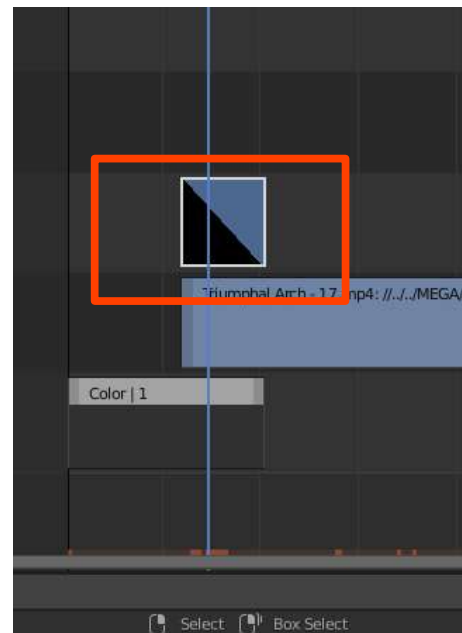 Triumphal Arch - 17.mp4: //../../MEGA/
Color | 1
Select Box Select